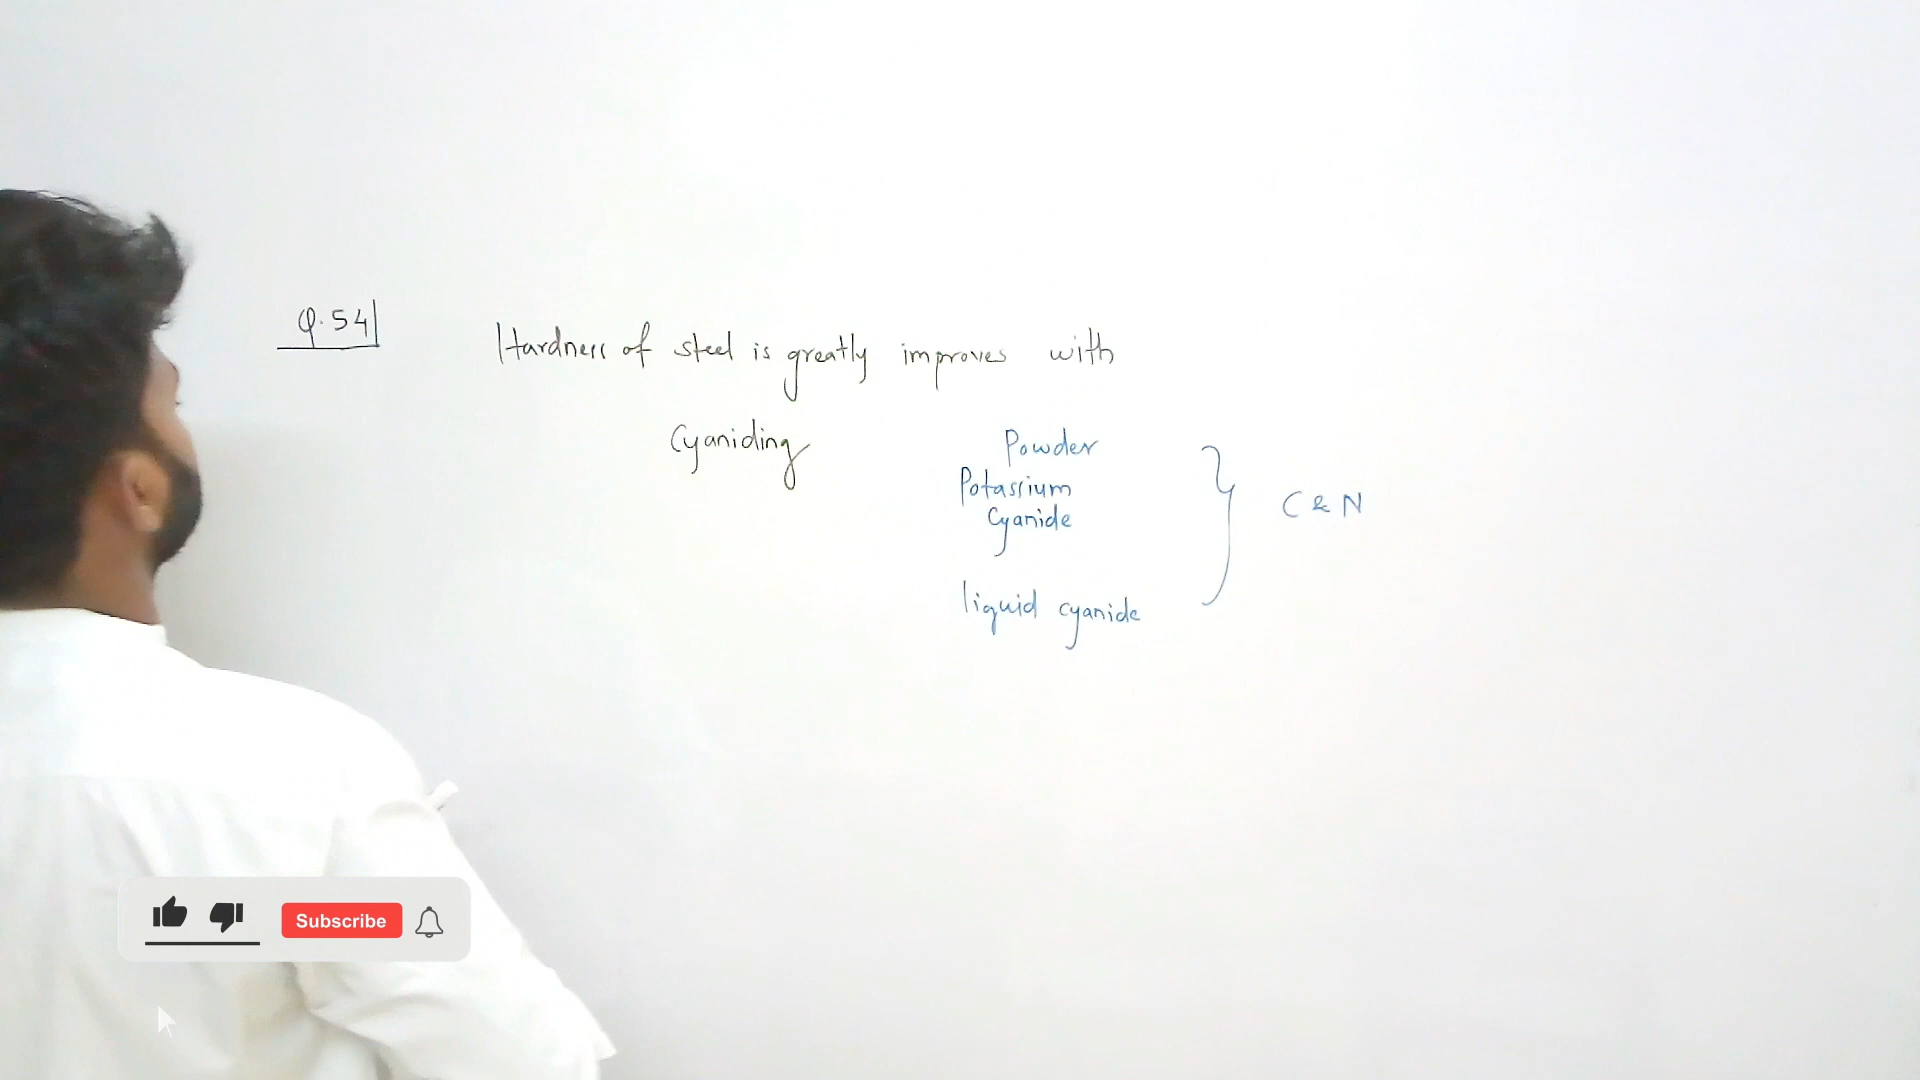 Q.54
Hardness of steel is greatly improves with
Cyaniding
Powder
Potassium
Cyanide
C & N
liquid cyanide
Subscribe